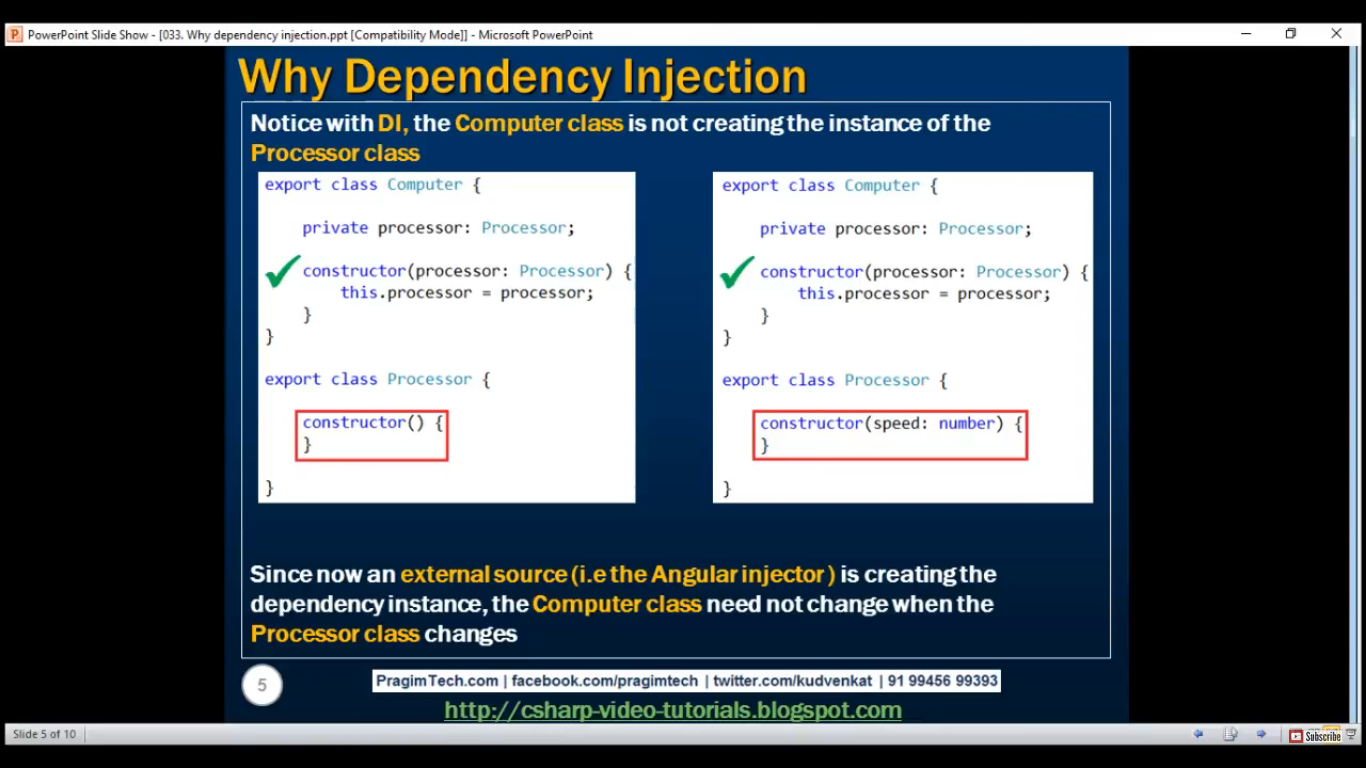 PowerPoint Slide Show - [033. Why dependency injection.ppt [Compatibility Mode]] - Microsoft PowerPoint
Why Dependency Injection
Notice with DI, the Computer class is not creating the instance of the
Processor class
export class Computer {
private processor: Processor;
constructor(processor: Processor) {
this.processor = processor;
}
}
export class Processor {
constructor() {
}
}
export class Computer {
private processor: Processor;
constructor(processor: Processor) {
this.processor = processor;
}
}
export class Processor {
constructor(speed: number) {
}
}
Since now an external source (i.e the Angular injector ) is creating the
dependency instance, the Computer class need not change when the
Processor class changes
5
PragimTech.com | facebook.com/pragimtech | twitter.com/kudvenkat | 91 99456 99393
http://csharp-video-tutorials.blogspot.com
Slide 5 of 10
Subscribe